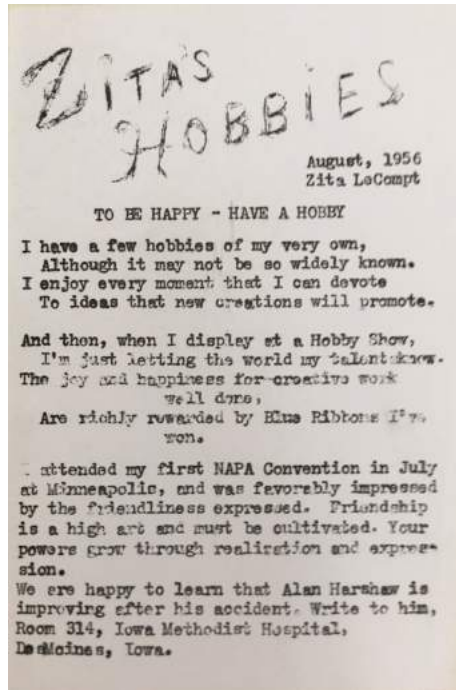 ZITA'S
HOBBIES
August, 1956
Zita LeCompt
TO BE HAPPY - HAVE A HOBBY
I have a few hobbies of my very own,
Although it may not be so widely known.
I enjoy every moment that I can devote
To ideas that new creations will promote.
And then, when I display at a Hobby Show,
I'm just letting the world my talent know.
The joy and happiness for creative work
well done,
Are richly rewarded by Blue Ribbons I've
won.
I attended my first NAPA Convention in July
at Minneapolis, and was favorably impressed
by the friendliness expressed. Friendship
is a high art and must be cultivated. Your
powers grow through realization and expres-
sion.
We are happy to learn that Alan Harshaw is
improving after his accident. Write to him,
Room 314, Iowa Methodist Hospital,
DesMoines, Iowa.